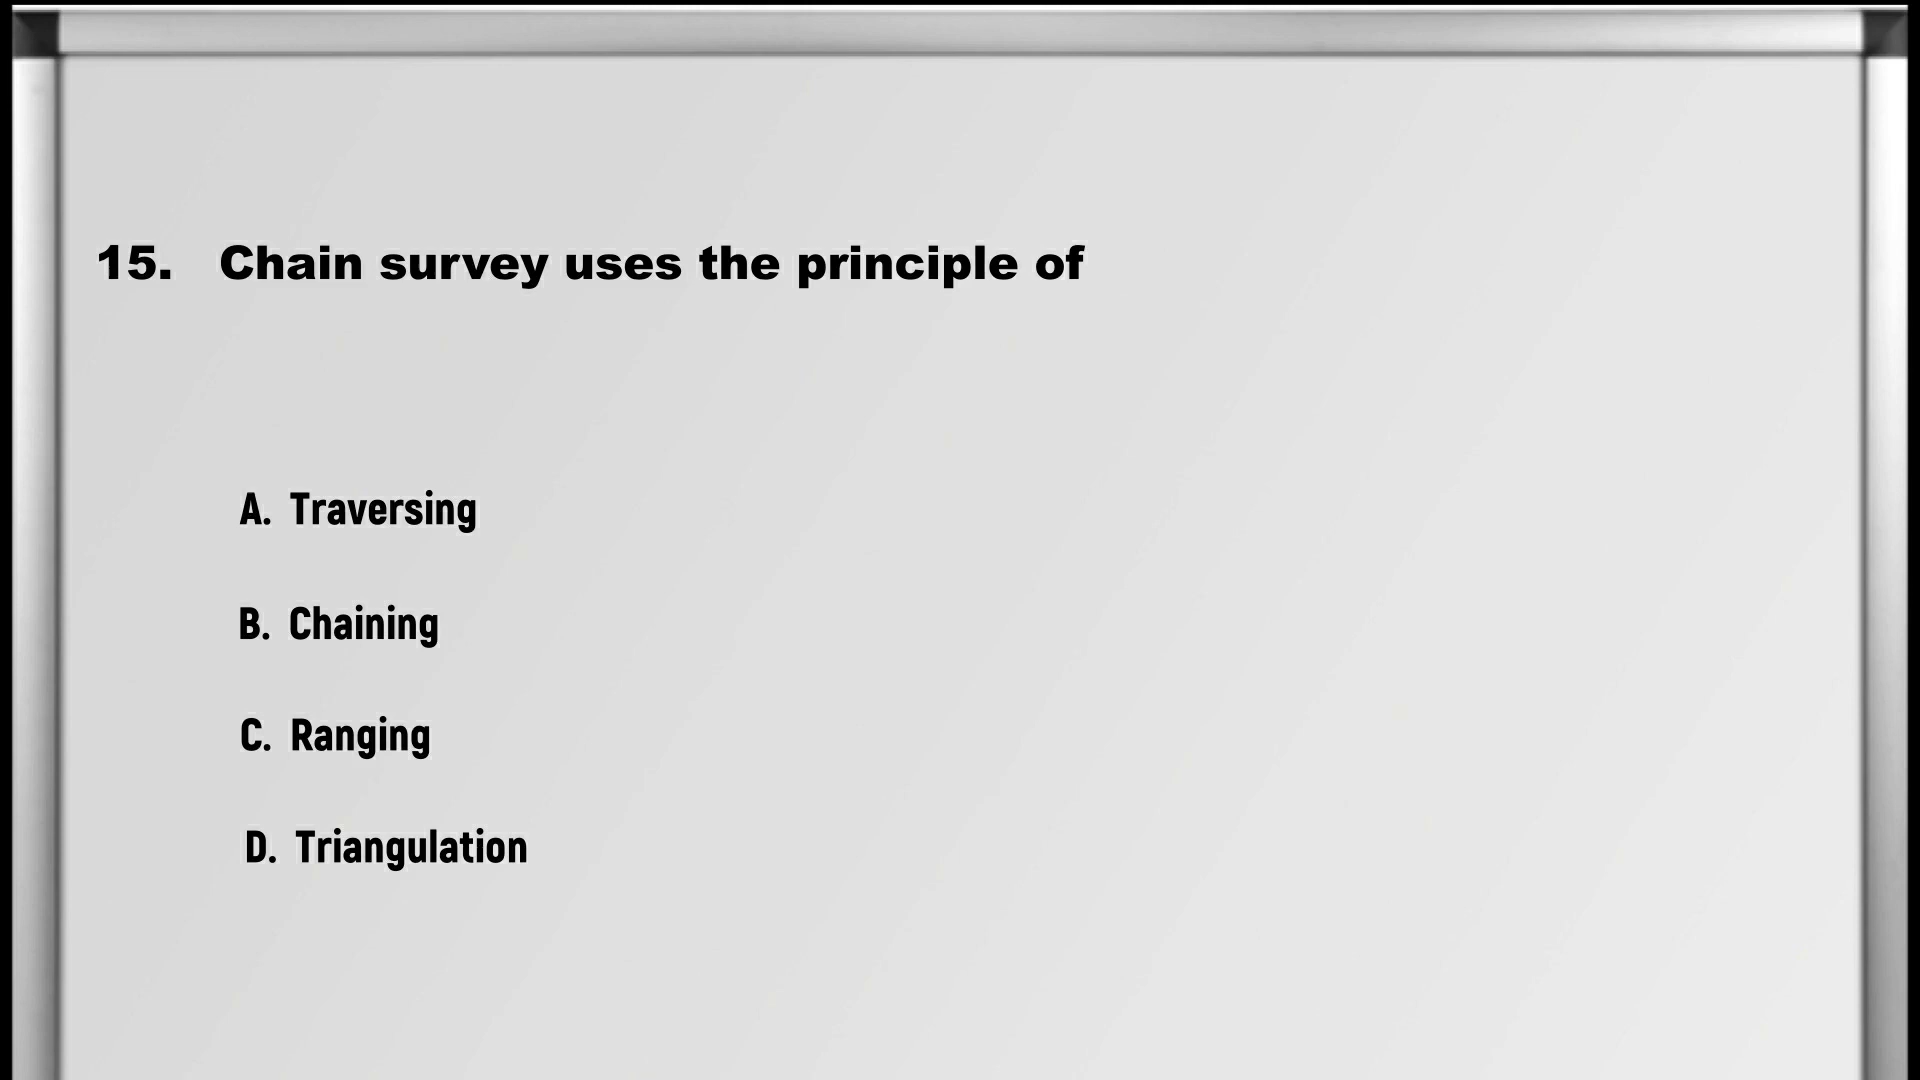 15. Chain survey uses the principle of
A. Traversing
B. Chaining
C. Ranging
D. Triangulation